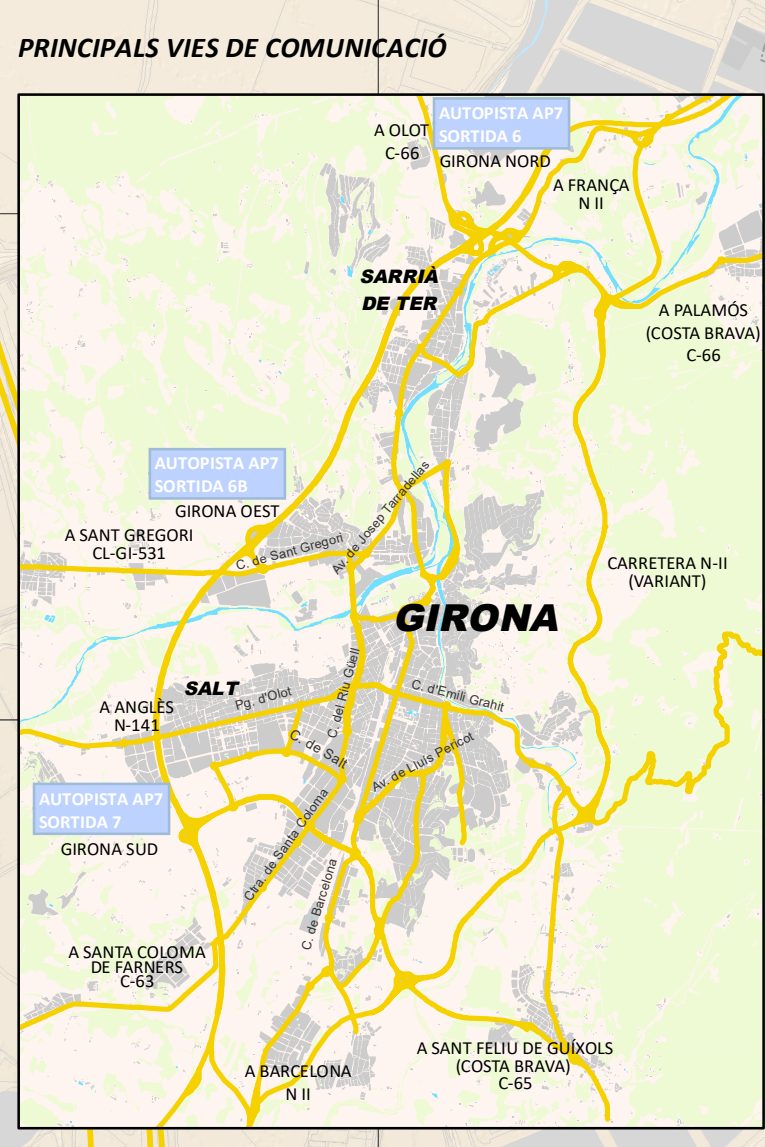 PRINCIPALS VIES DE COMUNICACIÓ
AUTOPISTA AP7
SORTIDA 6
GIRONA NORD
A OLOT
C-66
A FRANÇA
N II
SARRIÀ
DE TER
A PALAMÓS
(COSTA BRAVA)
C-66
AUTOPISTA AP7
SORTIDA 6B
GIRONA OEST
A SANT GREGORI
CL-GI-531
C. de Sant Gregori
Av. de Josep Tarradellas
CARRETERA N-II
(VARIANT)
GIRONA
SALT
Pg. d'Olot
C. del Riu Güell
C. d'Emili Grahit
A ANGLÈS
N-141
C. de Salt
Av. de Lluís Pericot
AUTOPISTA AP7
SORTIDA 7
GIRONA SUD
Ctra. de Santa Coloma
C. de Barcelona
A SANTA COLOMA
DE FARNERS
C-63
A SANT FELIU DE GUÍXOLS
(COSTA BRAVA)
C-65
A BARCELONA
N II